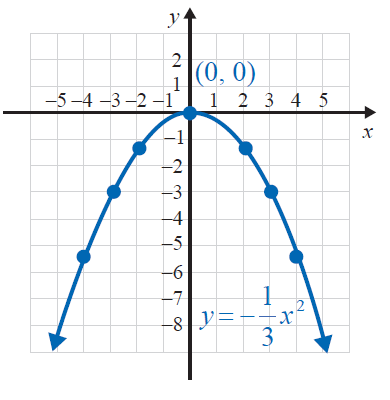 y
2
1
(0, 0)
–5 –4 –3 –2 –1 1 2 3 4 5
x
–1
–2
–3
–4
–5
–6
–7
–8
y = –1/3 x²